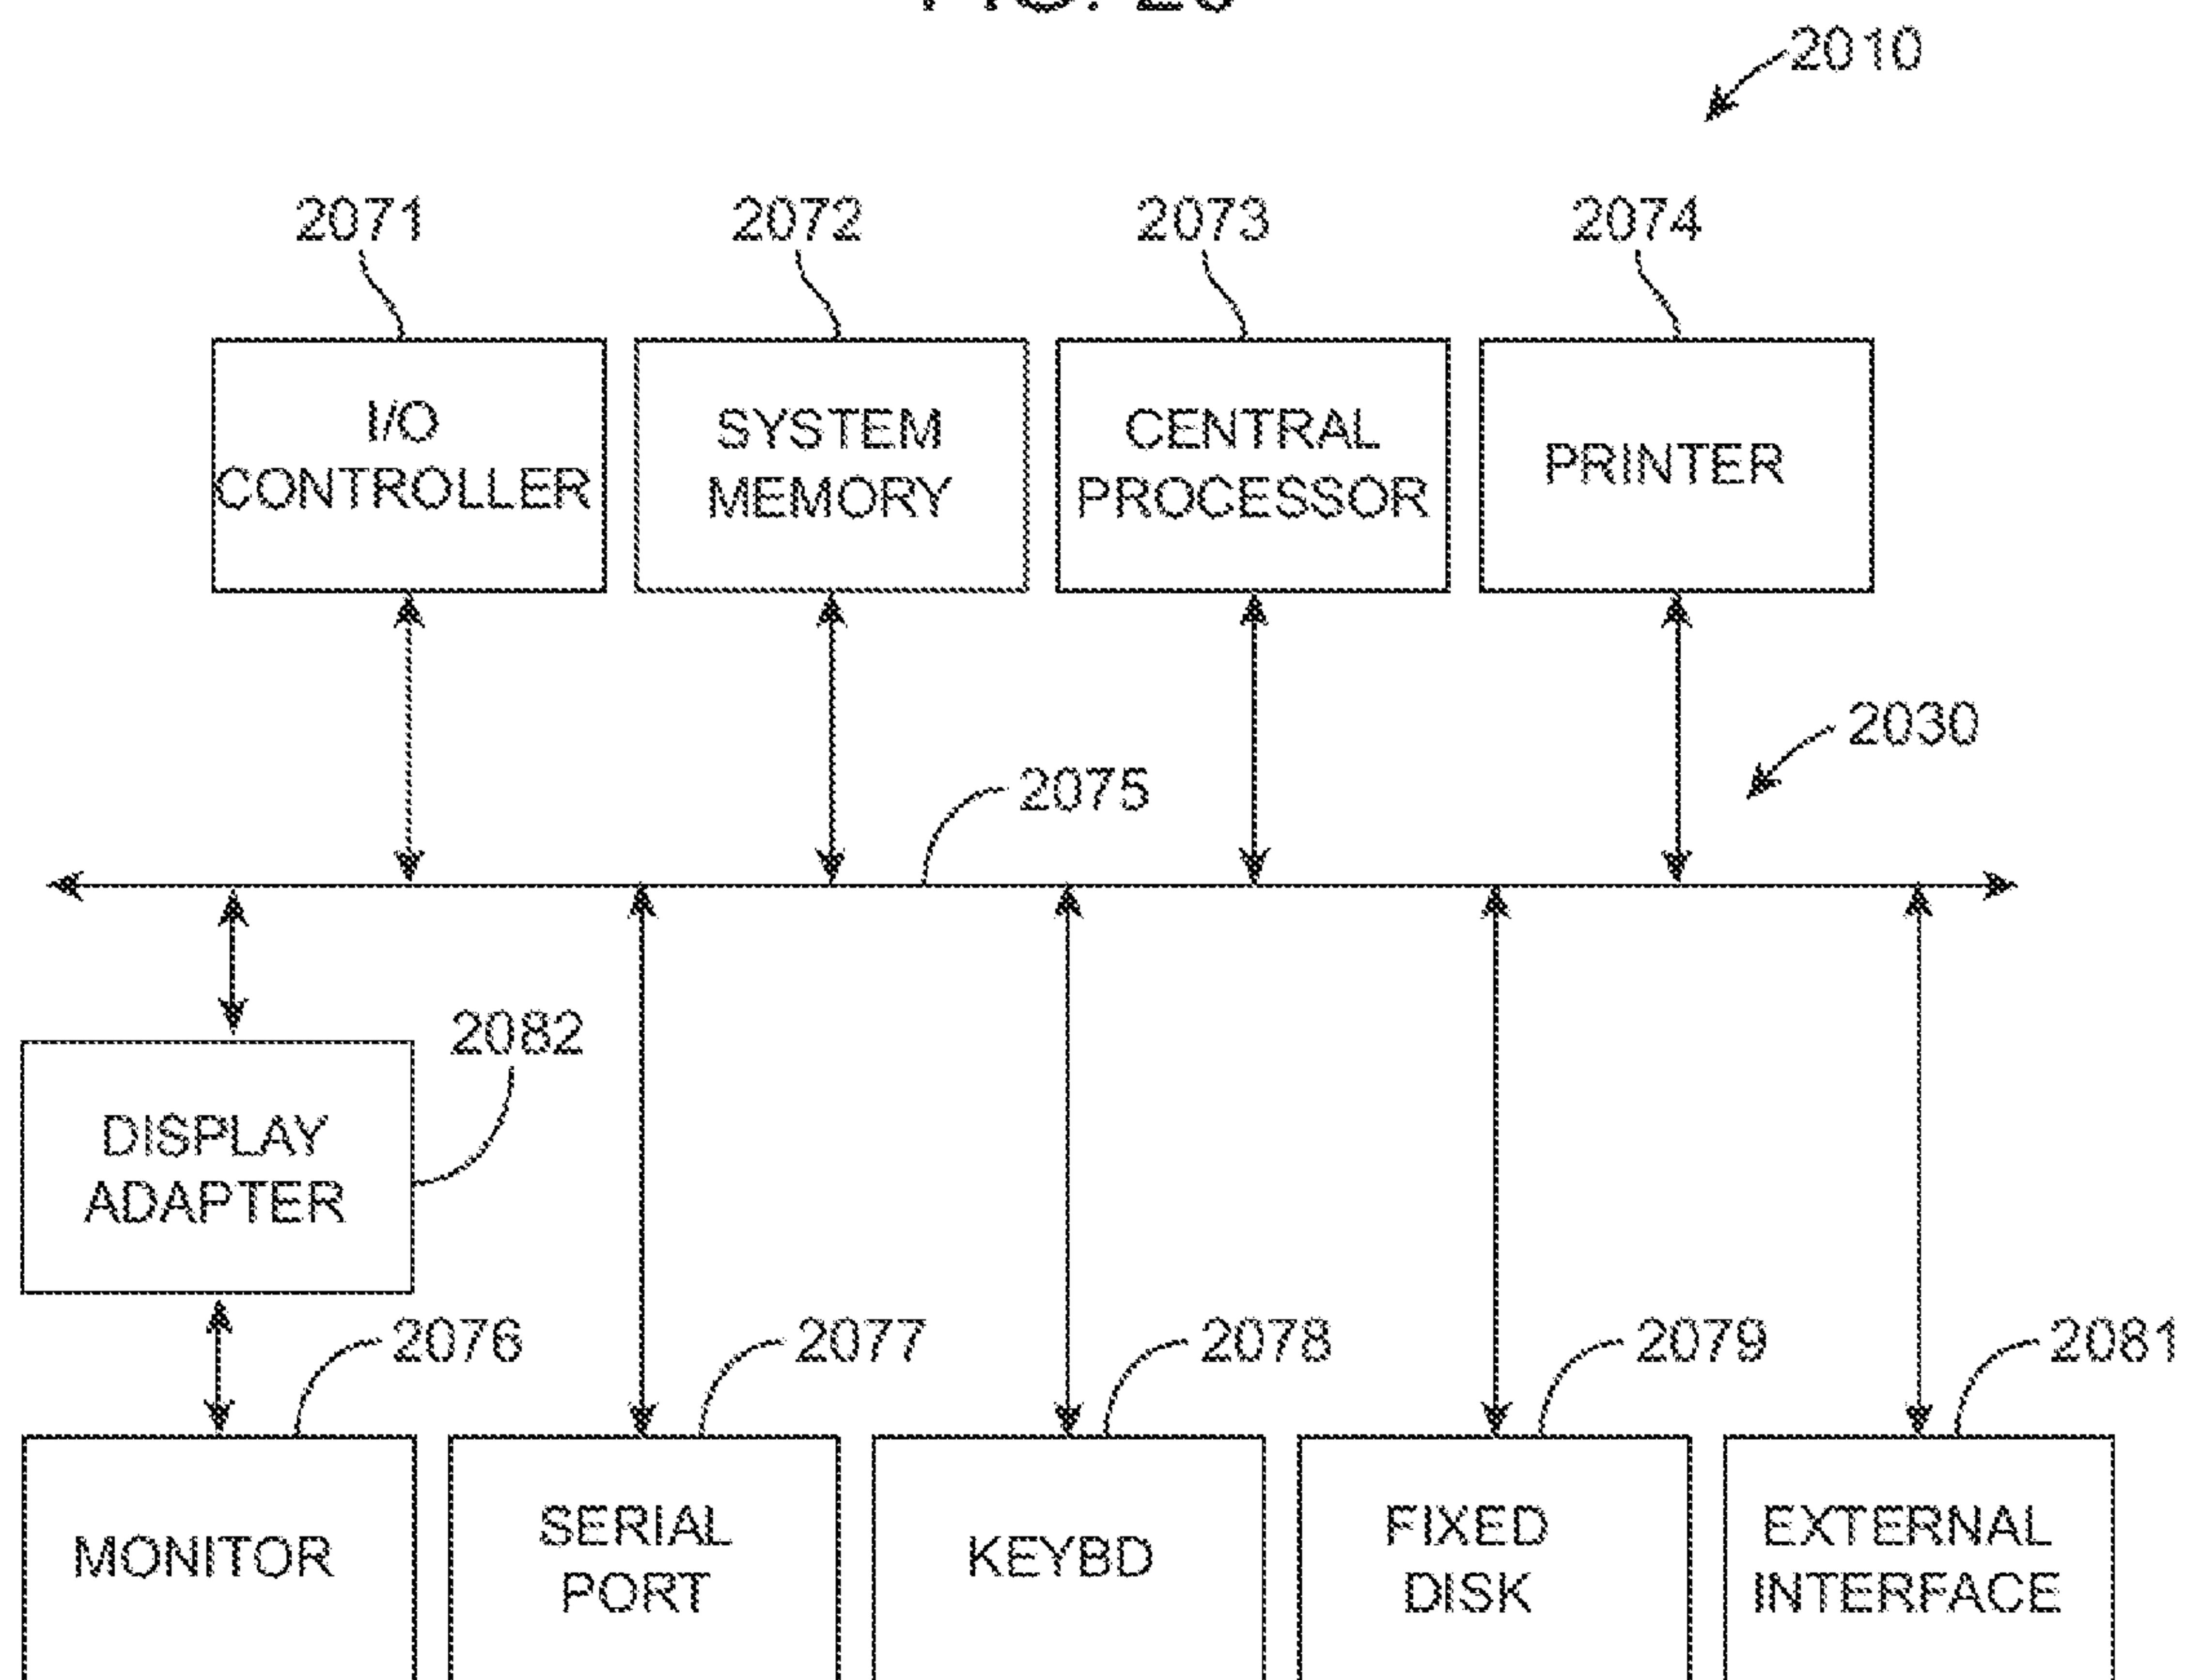 2010
2071
2072
2073
2074
I/O
CONTROLLER
SYSTEM
MEMORY
CENTRAL
PROCESSOR
PRINTER
2030
2075
2082
DISPLAY
ADAPTER
2076
2077
2078
2079
2081
MONITOR
SERIAL
PORT
KEYBD
FIXED
DISK
EXTERNAL
INTERFACE